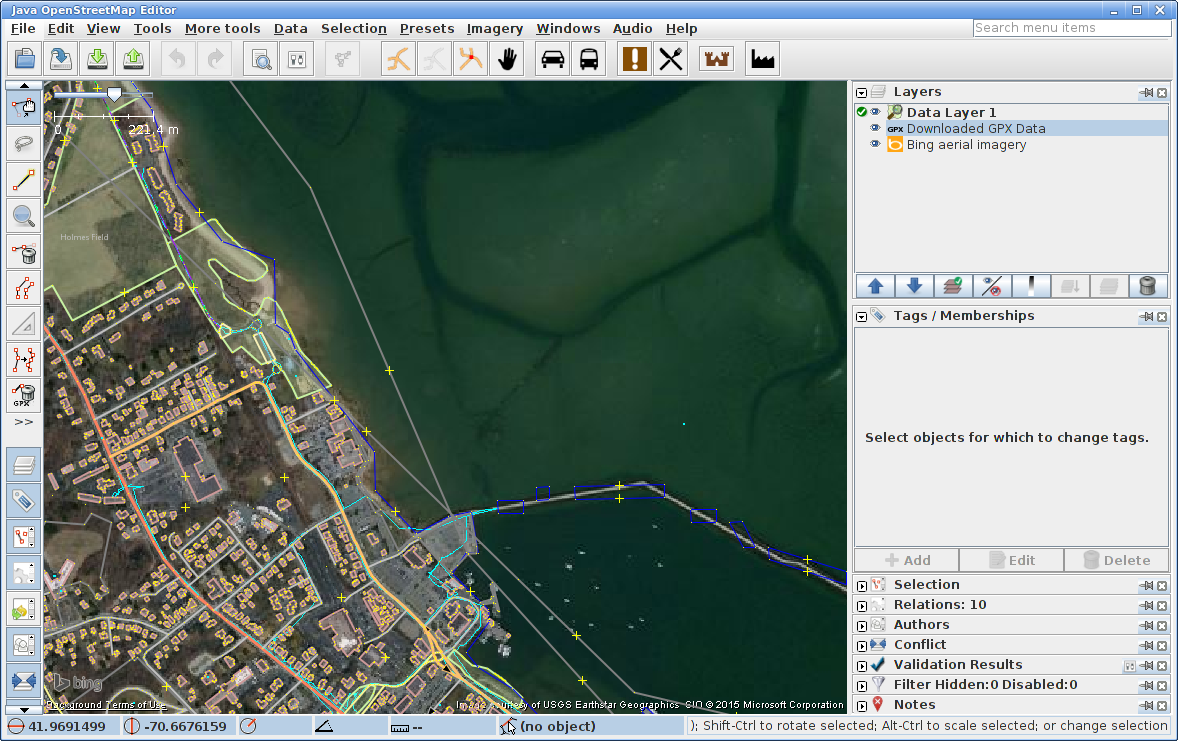 Java OpenStreetMap Editor
File Edit View Tools More tools Data Selection Presets Imagery Windows Audio Help
Search menu items
0 221.4 m
Holmes Field
GPX
>>
bing
Background Terms of Use
Image courtesy of USGS Earthstar Geographics SIO © 2015 Microsoft Corporation
Layers
Data Layer 1
GPX Downloaded GPX Data
Bing aerial imagery
Tags / Memberships
Select objects for which to change tags.
Add Edit Delete
Selection
Relations: 10
Authors
Conflict
Validation Results
Filter Hidden:0 Disabled:0
Notes
41.9691499 -70.6676159 -- (no object) ); Shift-Ctrl to rotate selected; Alt-Ctrl to scale selected; or change selection